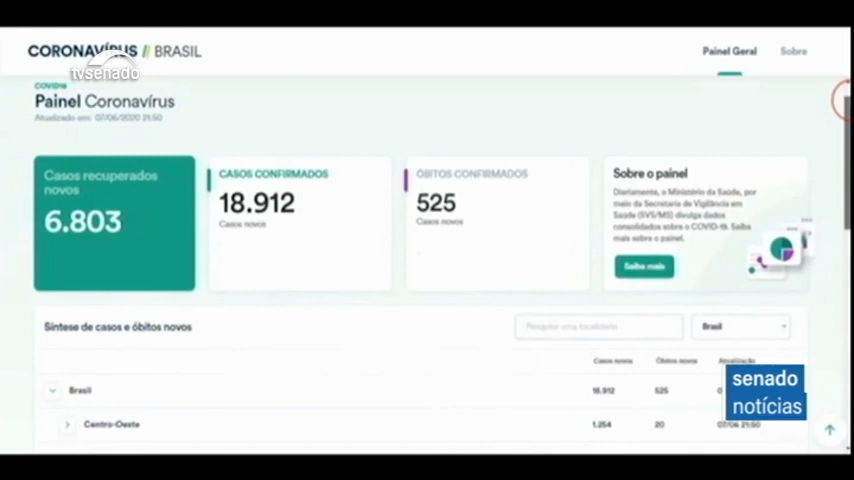 CORONAVÍRUS // BRASIL
Painel Geral
Sobre
tvsenado
COVID19
Painel Coronavírus
Atualizado em: 07/06/2020 21:50
Casos recuperados
novos
6.803
CASOS CONFIRMADOS
18.912
Casos novos
ÓBITOS CONFIRMADOS
525
Casos novos
Sobre o painel
Diariamente, o Ministério da Saúde, por
meio da Secretaria de Vigilância em
Saúde (SVS/MS) divulga dados
consolidados sobre o COVID-19. Saiba
mais sobre o painel.
Saiba mais
Síntese de casos e óbitos novos
Pesquise uma localidade
Brasil
Casos novos
Óbitos novos
Atualização
Brasil
18.912
525
Centro-Oeste
1.254
20
07/06 21:50
senado
notícias